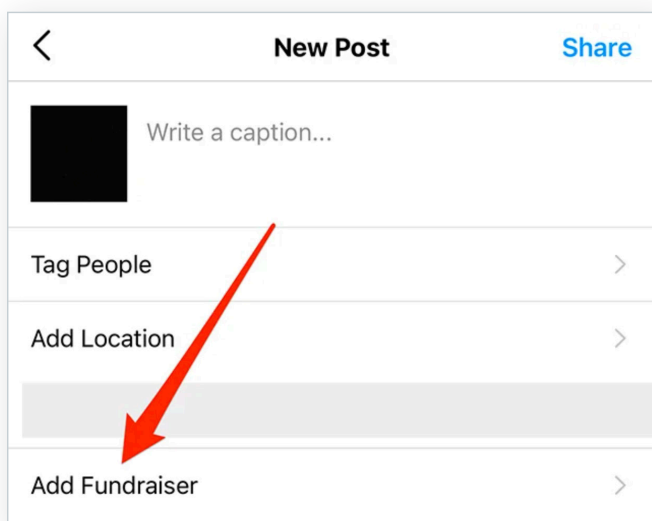 New Post
Share
Write a caption...
Tag People
Add Location
Add Fundraiser